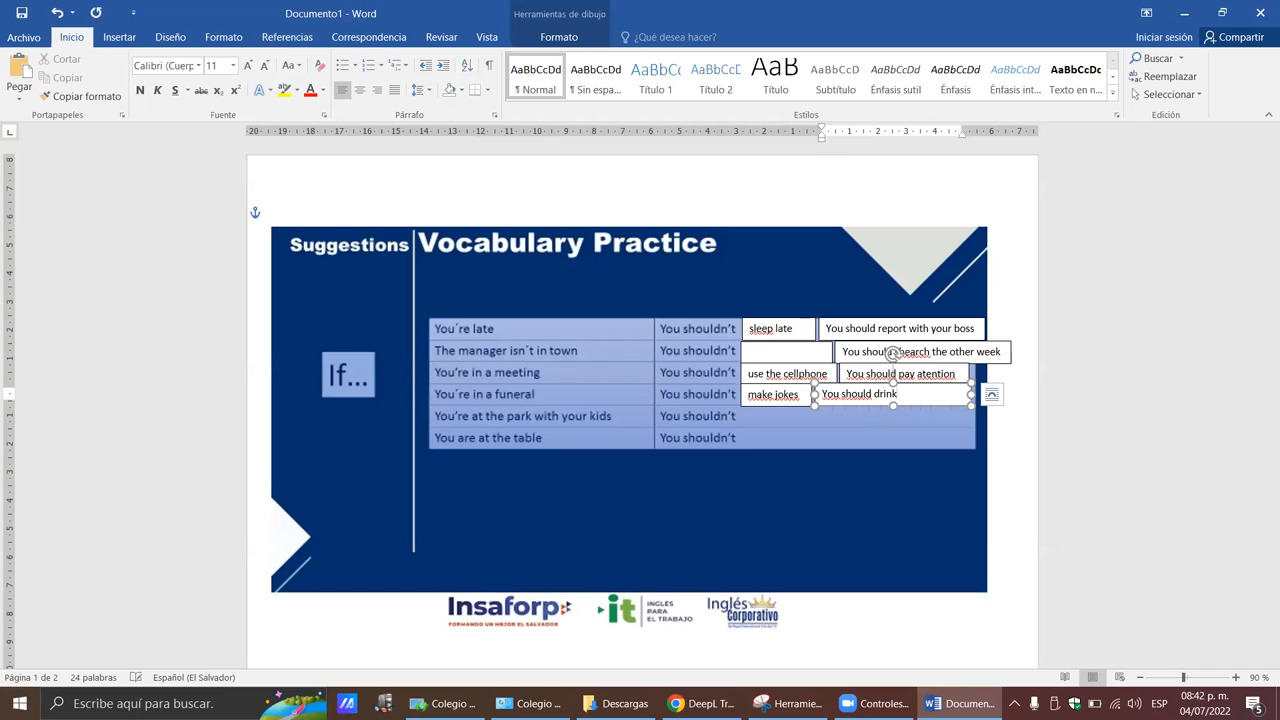 Documento1 - Word
Herramientas de dibujo
Archivo Inicio Insertar Diseño Formato Referencias Correspondencia Revisar Vista Formato ¿Qué desea hacer? Iniciar sesión Compartir
Pegar
Cortar
Copiar
Copiar formato
Calibri (Cuerp 11
N K S abc X₂ X²
AaBbCcDd AaBbCcDd AaBbCc AaBbCcD AaB AaBbCcD AaBbCcDd AaBbCcDd AaBbCcDd AaBbCcDc
¶ Normal ¶ Sin espa... Título 1 Título 2 Título Subtítulo Énfasis sutil Énfasis Énfasis int... Texto en n...
Buscar
Reemplazar
Seleccionar
Portapapeles Fuente Párrafo Estilos Edición
Suggestions Vocabulary Practice
If...
You´re late You shouldn't sleep late You should report with your boss
The manager isn´t in town You shouldn't You should hearch the other week
You're in a meeting You shouldn't use the cellphone You should pay atention
You´re in a funeral You shouldn't make jokes You should drink
You're at the park with your kids You shouldn't
You are at the table You shouldn't
Insaforp
FORMANDO UN MEJOR EL SALVADOR
it INGLÉS PARA EL TRABAJO
Inglés Corporativo
Página 1 de 2 24 palabras Español (El Salvador) 90 %
Escribe aquí para buscar.
Colegio ... Colegio ... Descargas DeepL Tr... Herramie... Controles... Documen...
ESP
08:42 p. m.
04/07/2022
5